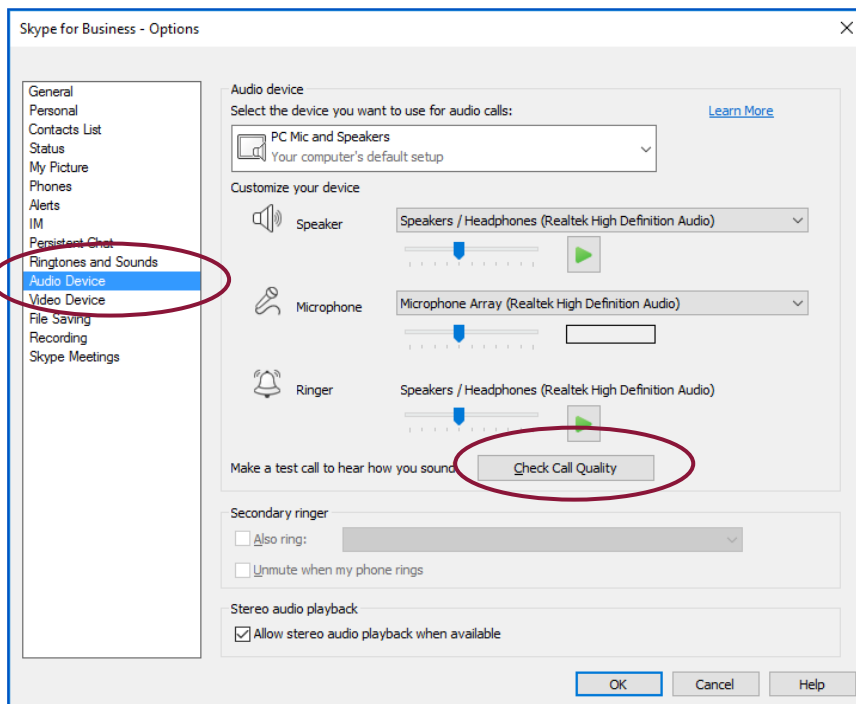 Skype for Business - Options
General
Personal
Contacts List
Status
My Picture
Phones
Alerts
IM
Persistent Chat
Ringtones and Sounds
Audio Device
Video Device
File Saving
Recording
Skype Meetings
Audio device
Select the device you want to use for audio calls: Learn More
PC Mic and Speakers
Your computer's default setup
Customize your device
Speaker Speakers / Headphones (Realtek High Definition Audio)
Microphone Microphone Array (Realtek High Definition Audio)
Ringer Speakers / Headphones (Realtek High Definition Audio)
Make a test call to hear how you sound Check Call Quality
Secondary ringer
Also ring:
Unmute when my phone rings
Stereo audio playback
Allow stereo audio playback when available
OK Cancel Help